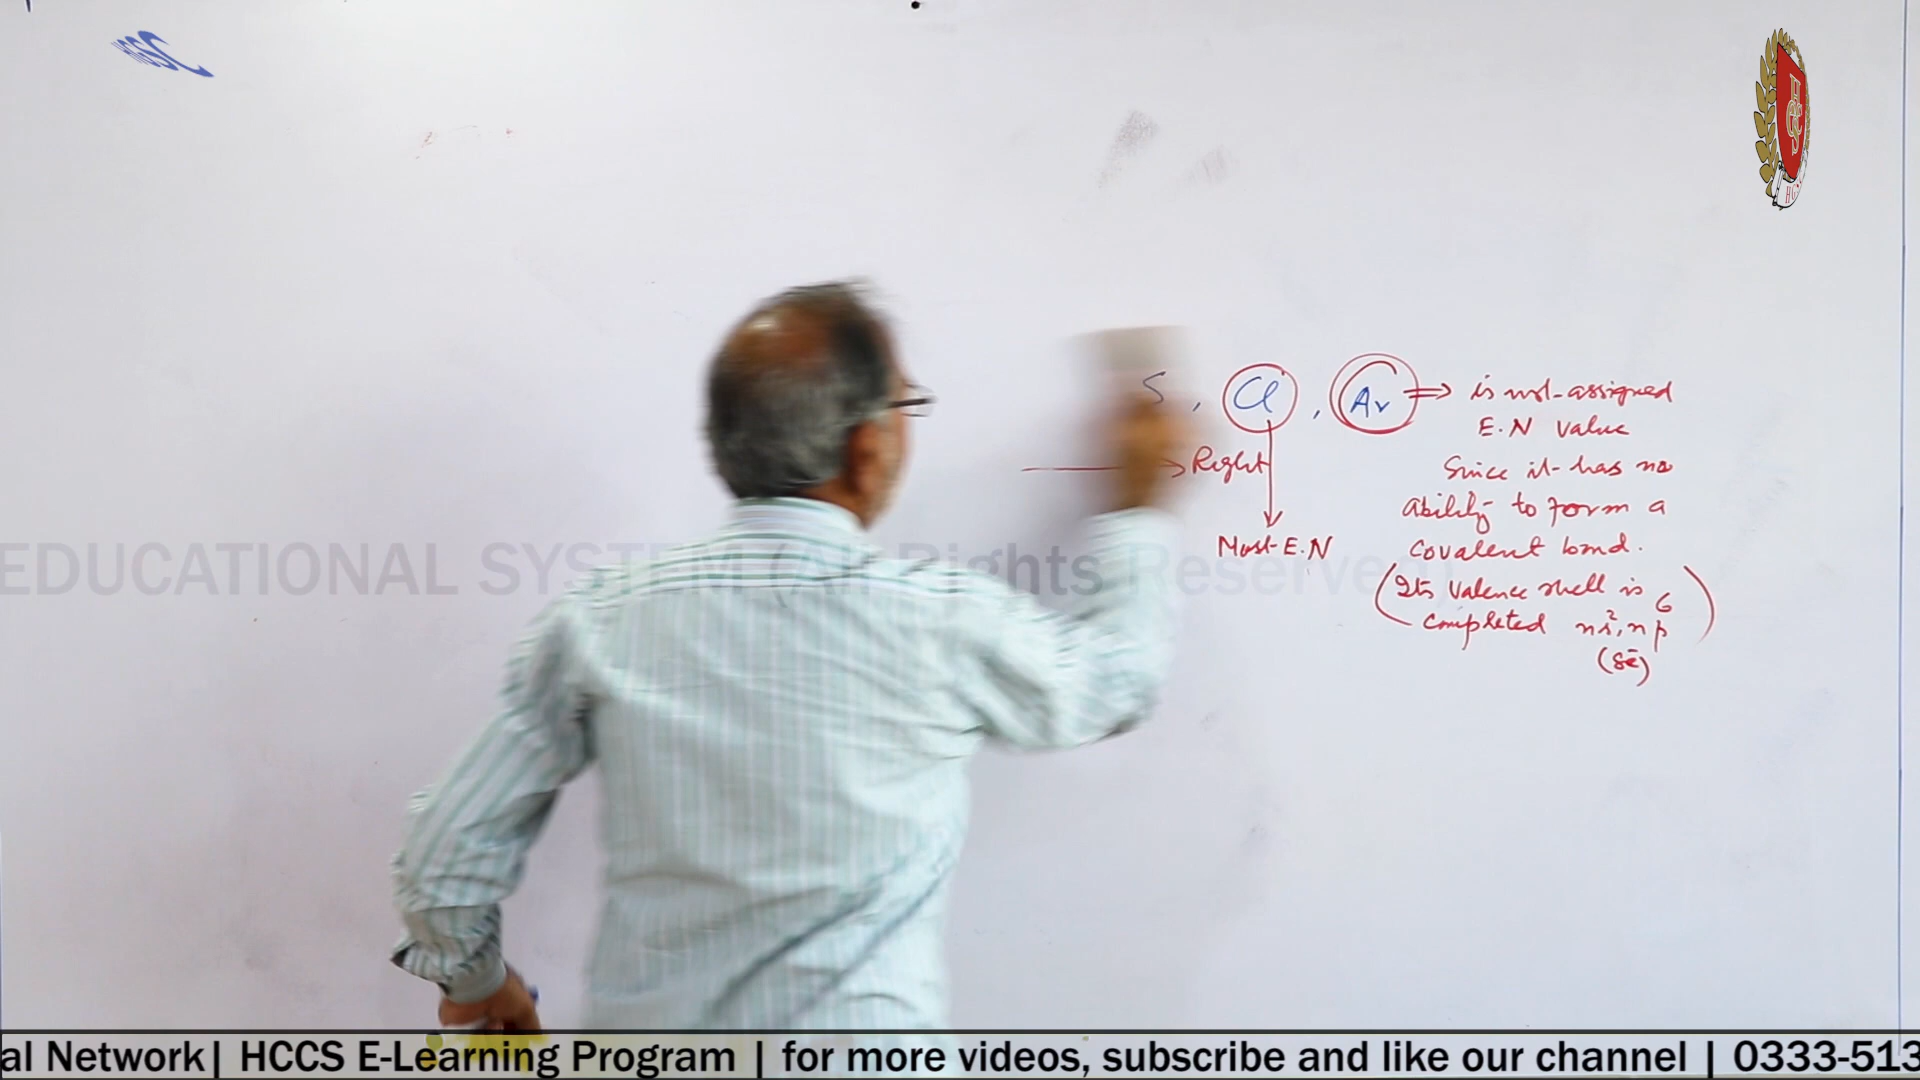 S , Cl , Ar ⇒ is not assigned
E.N Value
→ Right
Since it has no
ability to form a
Most E.N
covalent bond.
(Its valence shell is
completed ns², np⁶)
(8ē)
EDUCATIONAL SYSTEM (All Rights Reserved)
al Network| HCCS E-Learning Program | for more videos, subscribe and like our channel | 0333-513